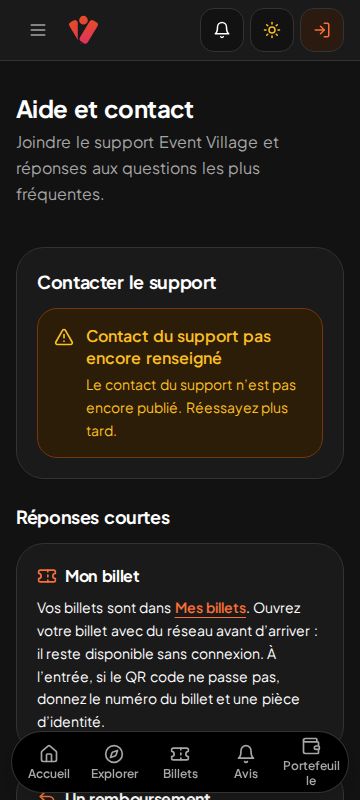 Aide et contact
Joindre le support Event Village et
réponses aux questions les plus
fréquentes.
Contacter le support
Contact du support pas
encore renseigné
Le contact du support n'est pas
encore publié. Réessayez plus
tard.
Réponses courtes
Mon billet
Vos billets sont dans Mes billets. Ouvrez
votre billet avec du réseau avant d'arriver :
il reste disponible sans connexion. À
l'entrée, si le QR code ne passe pas,
donnez le numéro du billet et une pièce
d'identité.
Un remboursement
Accueil
Explorer
Billets
Avis
Portefeuil
le